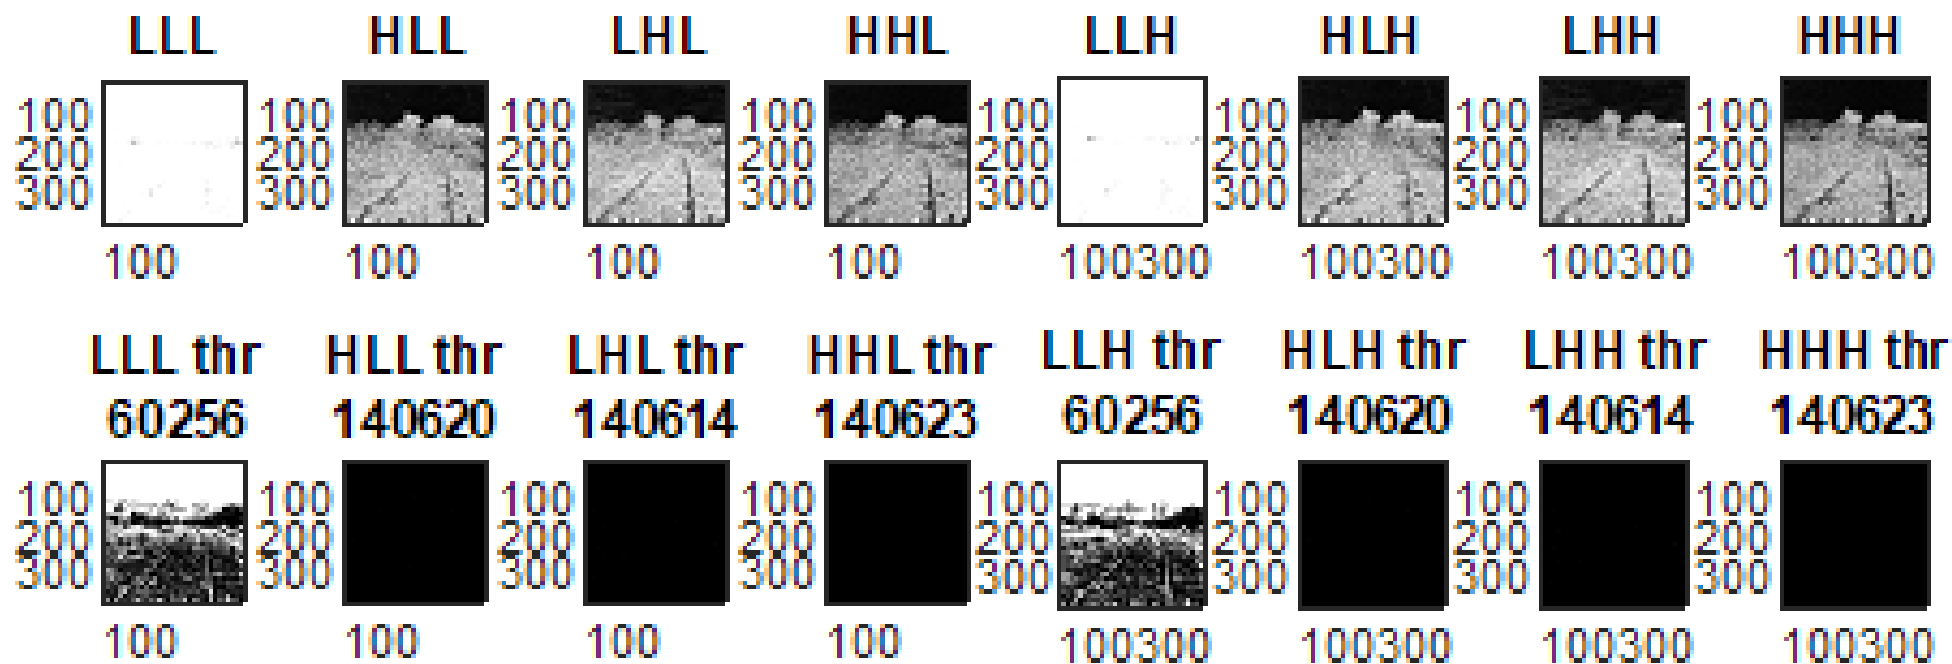 LLL HLL LHL HHL LLH HLH LHH HHH
100 100 100 100 100 100 100 100
200 200 200 200 200 200 200 200
300 300 300 300 300 300 300 300
100 100 100 100 100300 100300 100300 100300
LLL thr HLL thr LHL thr HHL thr LLH thr HLH thr LHH thr HHH thr
60256 140620 140614 140623 60256 140620 140614 140623
100 100 100 100 100 100 100 100
200 200 200 200 200 200 200 200
300 300 300 300 300 300 300 300
100 100 100 100 100300 100300 100300 100300